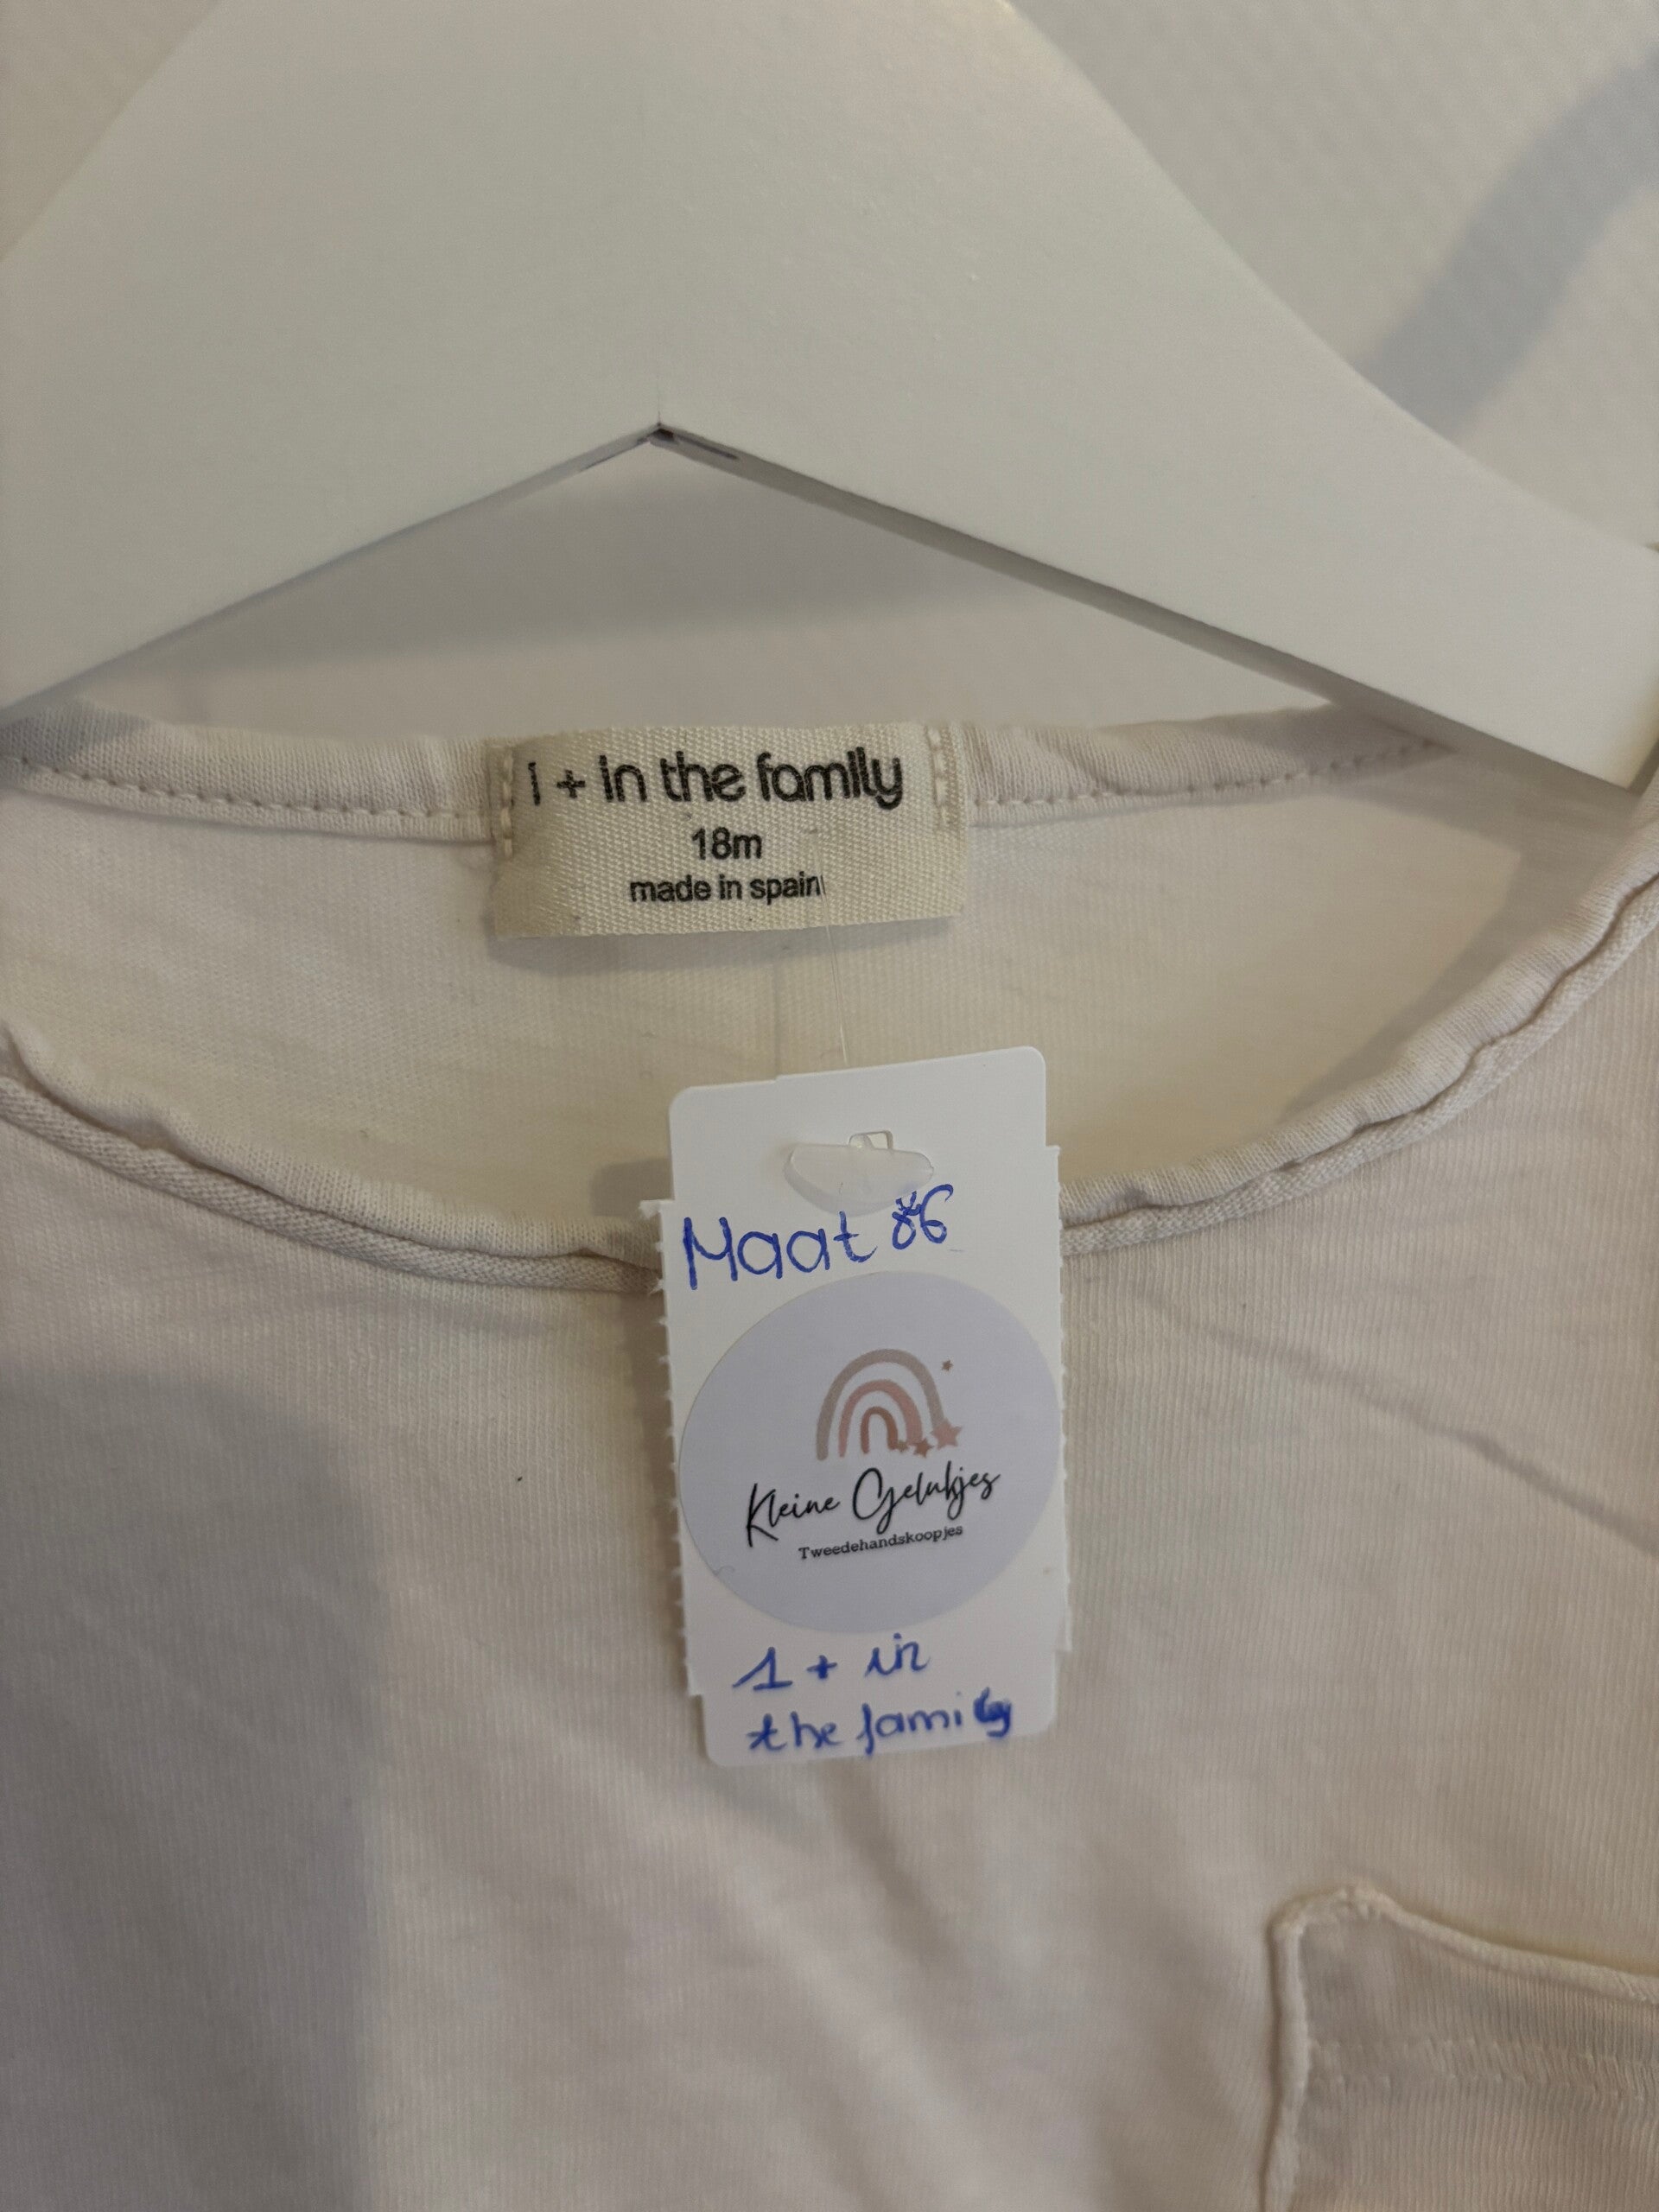 1 + in the family
18m
made in spain
Maat 86
Kleine Gelukjes
Tweedehandskoopjes
1 + in
the family